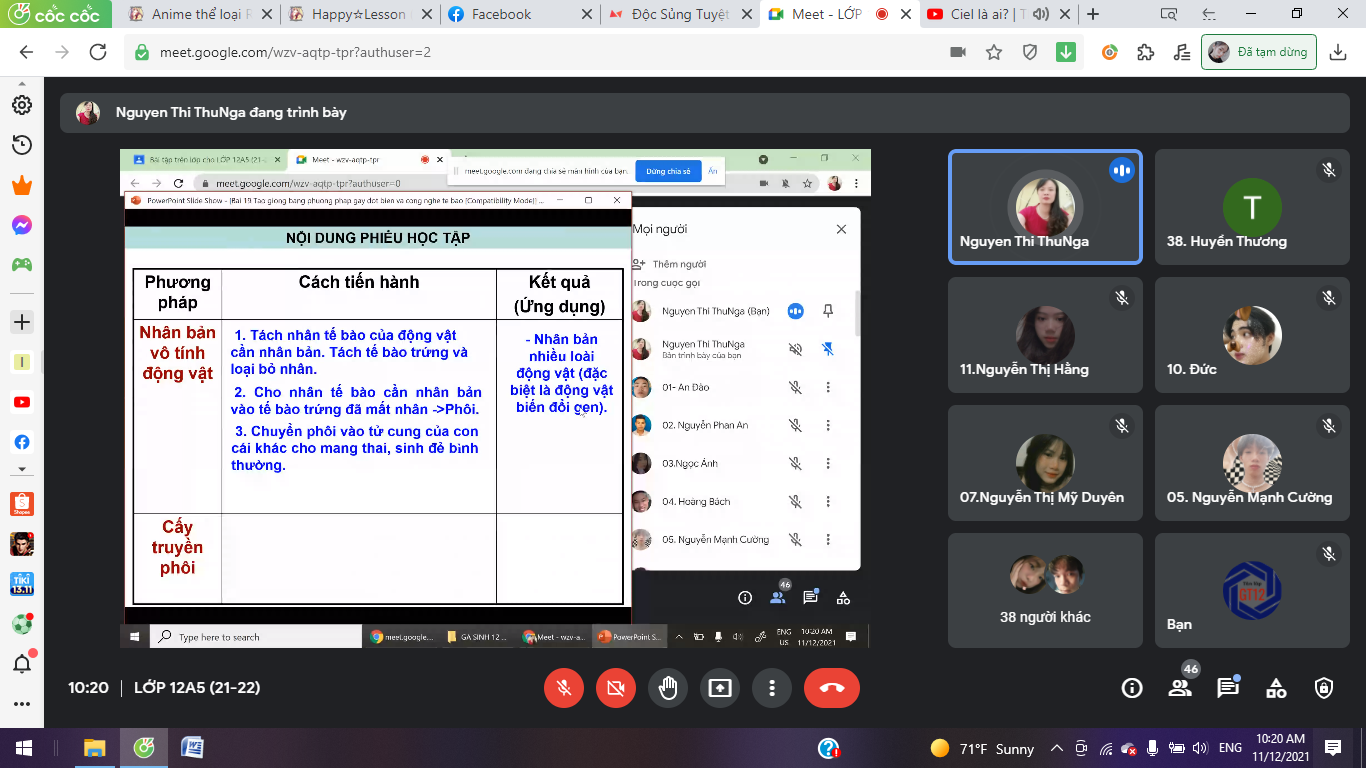 CỐC CỐC
Anime thể loại
Happy☆Lesson
Facebook
Độc Sủng Tuyệt
Meet - LỚP
Ciel là ai? | T
meet.google.com/wzv-aqtp-tpr?authuser=2
Đã tạm dừng
Nguyen Thi ThuNga đang trình bày
Bài tập trên lớp cho LỚP 12A5 (21-
Meet - wzv-aqtp-tpr
meet.google.com đang chia sẻ màn hình của bạn.
Dừng chia sẻ
Ẩn
meet.google.com/wzv-aqtp-tpr?authuser=0
PowerPoint Slide Show - [Bai 19 Tao giong bang phuong phap gay dot bien va cong nghe te bao [Compatibility Mode]] ...
NỘI DUNG PHIẾU HỌC TẬP
Phương
pháp
Cách tiến hành
Kết quả
(Ứng dụng)
Nhân bản
vô tính
động vật
1. Tách nhân tế bào của động vật
cần nhân bản. Tách tế bào trứng và
loại bỏ nhân.
2. Cho nhân tế bào cần nhân bản
vào tế bào trứng đã mất nhân ->Phôi.
3. Chuyển phôi vào tử cung của con
cái khác cho mang thai, sinh đẻ bình
thường.
- Nhân bản
nhiều loài
động vật (đặc
biệt là động vật
biến đổi gen).
Cấy
truyền
phôi
Mọi người
Thêm người
Trong cuộc gọi
Nguyen Thi ThuNga (Bạn)
Nguyen Thi ThuNga
Bản trình bày của bạn
01- An Đào
02. Nguyễn Phan An
03.Ngọc Ánh
04. Hoàng Bách
05. Nguyễn Mạnh Cường
46
Type here to search
meet.google....
GA SINH 12 ...
Meet - wzv-a...
PowerPoint S...
ENG
US
10:20 AM
11/12/2021
Nguyen Thi ThuNga
T
38. Huyền Thương
11.Nguyễn Thị Hằng
10. Đức
07.Nguyễn Thị Mỹ Duyên
05. Nguyễn Mạnh Cường
38 người khác
GT12
Bạn
I
Shopee
TIKI
13.11
10:20 | LỚP 12A5 (21-22)
46
71°F Sunny
ENG
10:20 AM
11/12/2021